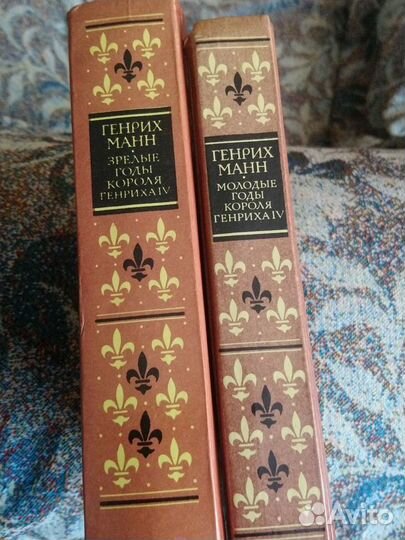 ГЕНРИХ
МАНН
ЗРЕЛЫЕ
ГОДЫ
КОРОЛЯ
ГЕНРИХА IV
ГЕНРИХ
МАНН
МОЛОДЫЕ
ГОДЫ
КОРОЛЯ
ГЕНРИХА IV
Avito